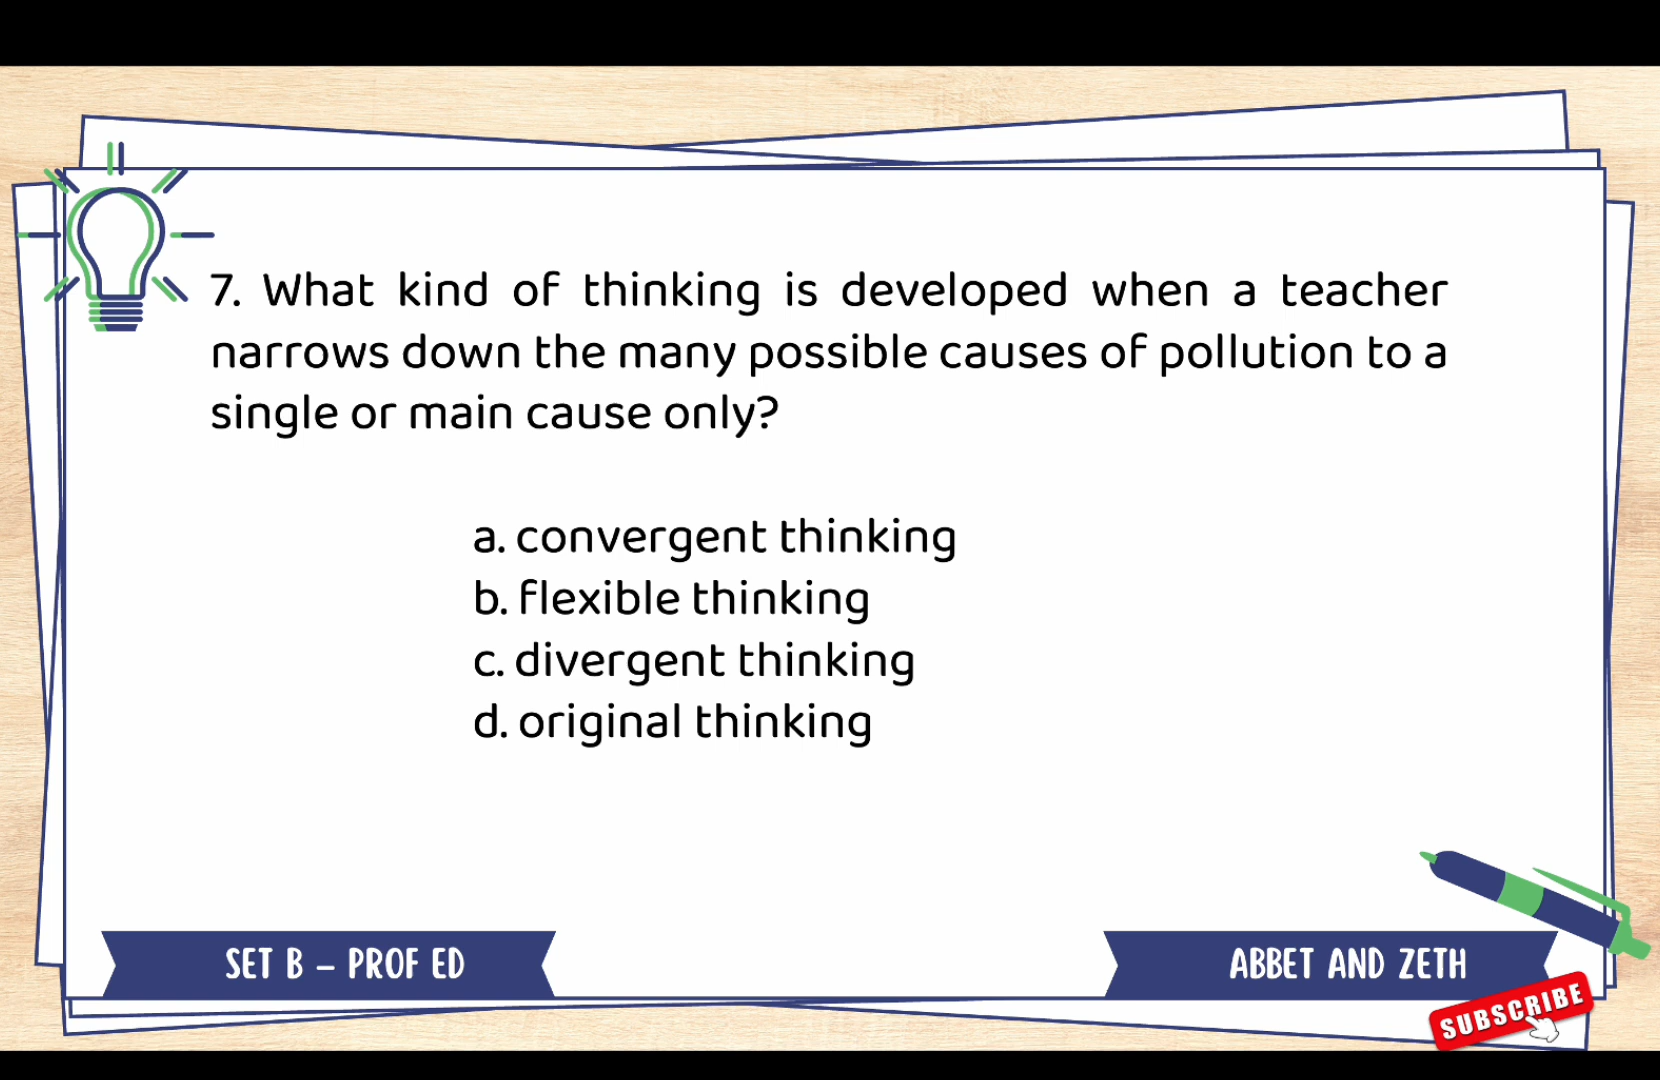 7. What kind of thinking is developed when a teacher
narrows down the many possible causes of pollution to a
single or main cause only?
a. convergent thinking
b. flexible thinking
c. divergent thinking
d. original thinking
SET B – PROF ED
ABBET AND ZETH
SUBSCRIBE